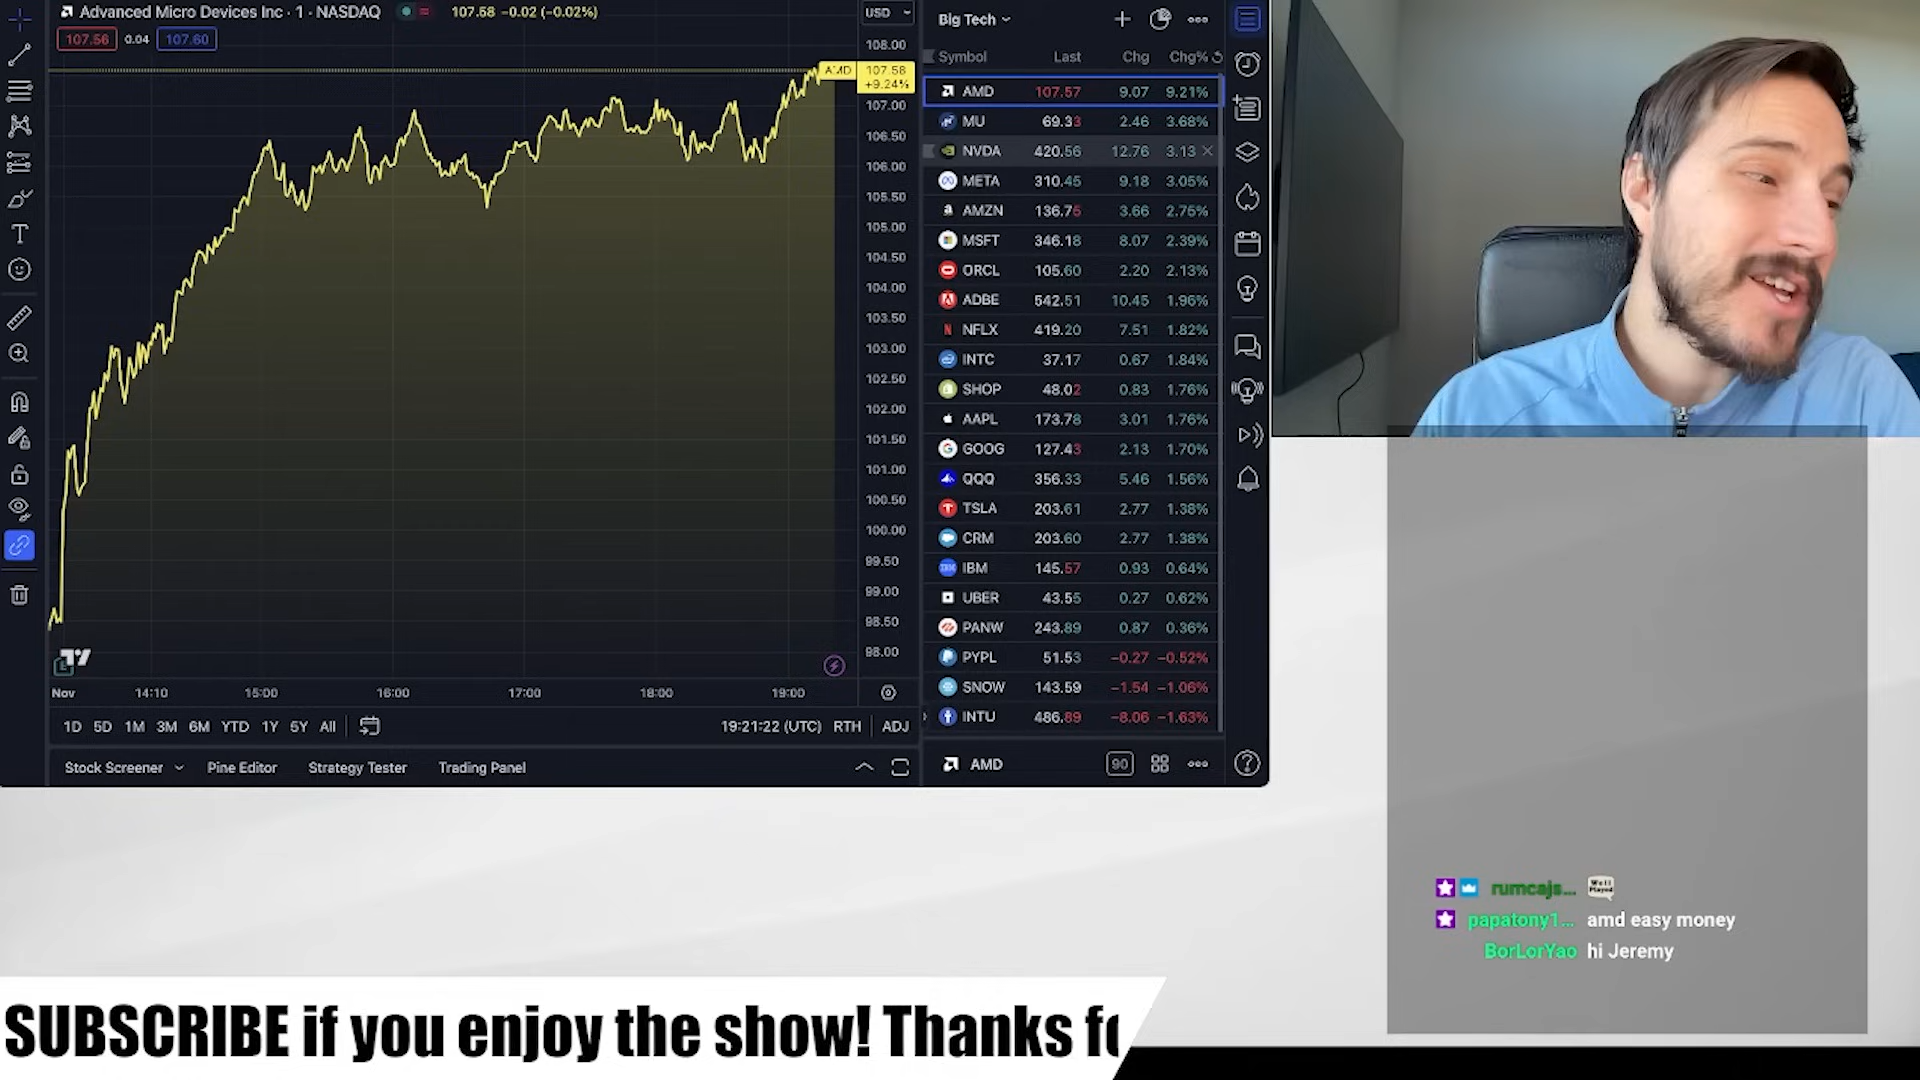 Advanced Micro Devices Inc · 1 · NASDAQ
107.58 −0.02 (−0.02%)
107.56 0.04 107.60
USD
108.00
AMD 107.58
+9.24%
107.00
106.50
106.00
105.50
105.00
104.50
104.00
103.50
103.00
102.50
102.00
101.50
101.00
100.50
100.00
99.50
99.00
98.50
98.00
Nov 14:10 15:00 16:00 17:00 18:00 19:00
1D 5D 1M 3M 6M YTD 1Y 5Y All
19:21:22 (UTC) RTH ADJ
Stock Screener Pine Editor Strategy Tester Trading Panel
Big Tech
Symbol Last Chg Chg%
AMD 107.57 9.07 9.21%
MU 69.33 2.46 3.68%
NVDA 420.56 12.76 3.13
META 310.45 9.18 3.05%
AMZN 136.75 3.66 2.75%
MSFT 346.18 8.07 2.39%
ORCL 105.60 2.20 2.13%
ADBE 542.51 10.45 1.96%
NFLX 419.20 7.51 1.82%
INTC 37.17 0.67 1.84%
SHOP 48.02 0.83 1.76%
AAPL 173.78 3.01 1.76%
GOOG 127.43 2.13 1.70%
QQQ 356.33 5.46 1.56%
TSLA 203.61 2.77 1.38%
CRM 203.60 2.77 1.38%
IBM 145.57 0.93 0.64%
UBER 43.55 0.27 0.62%
PANW 243.89 0.87 0.36%
PYPL 51.53 −0.27 −0.52%
SNOW 143.59 −1.54 −1.06%
INTU 486.89 −8.06 −1.63%
AMD 90
rumcajs... Well Played
papatony1... amd easy money
BorLorYao hi Jeremy
SUBSCRIBE if you enjoy the show! Thanks fo